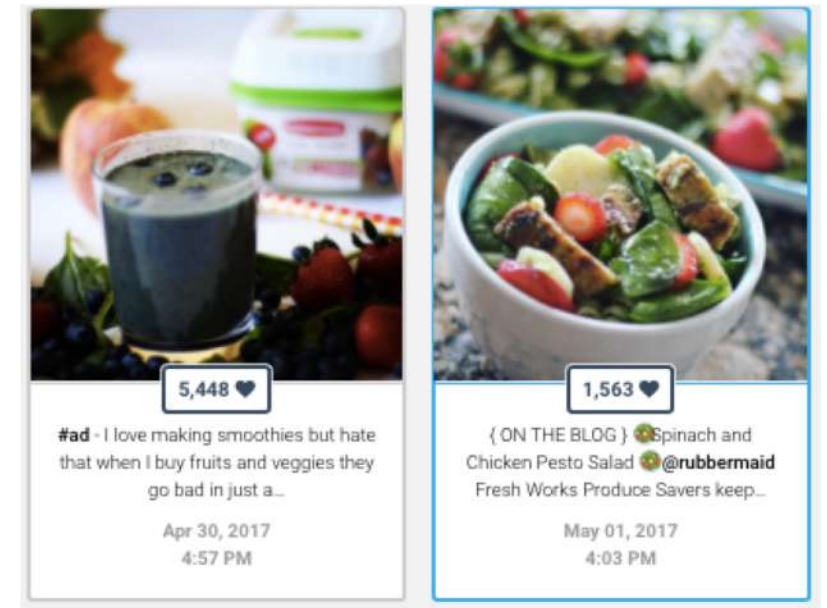 5,448 🖤
#ad - I love making smoothies but hate
that when I buy fruits and veggies they
go bad in just a...
Apr 30, 2017
4:57 PM
1,563 🖤
{ ON THE BLOG } 🥗Spinach and
Chicken Pesto Salad 🥗@rubbermaid
Fresh Works Produce Savers keep...
May 01, 2017
4:03 PM